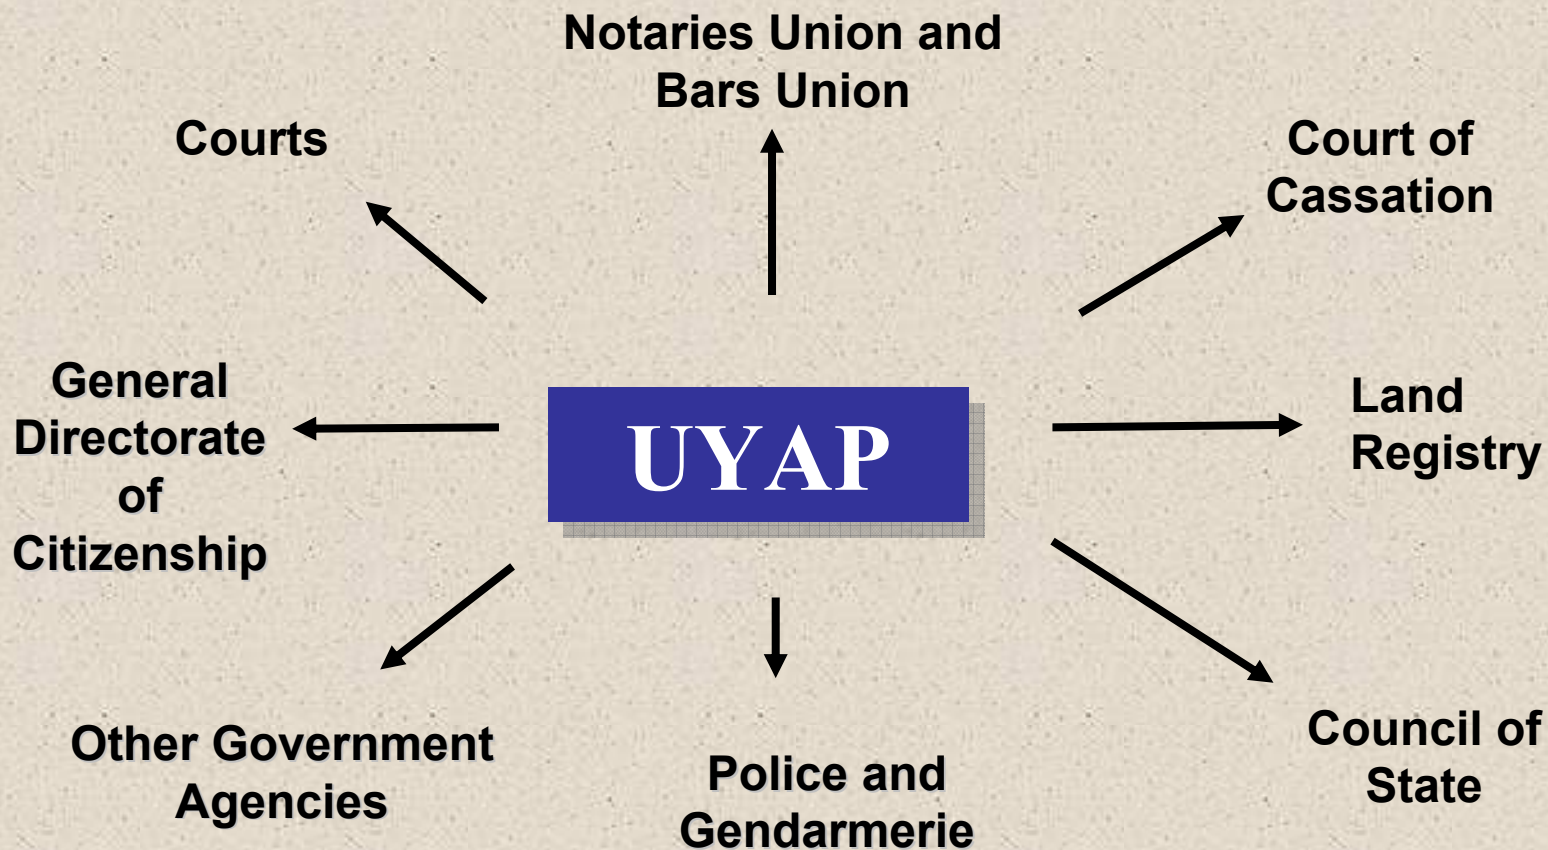 Notaries Union and
Bars Union
Courts
Court of
Cassation
General
Directorate
of
Citizenship
UYAP
Land
Registry
Other Government
Agencies
Police and
Gendarmerie
Council of
State